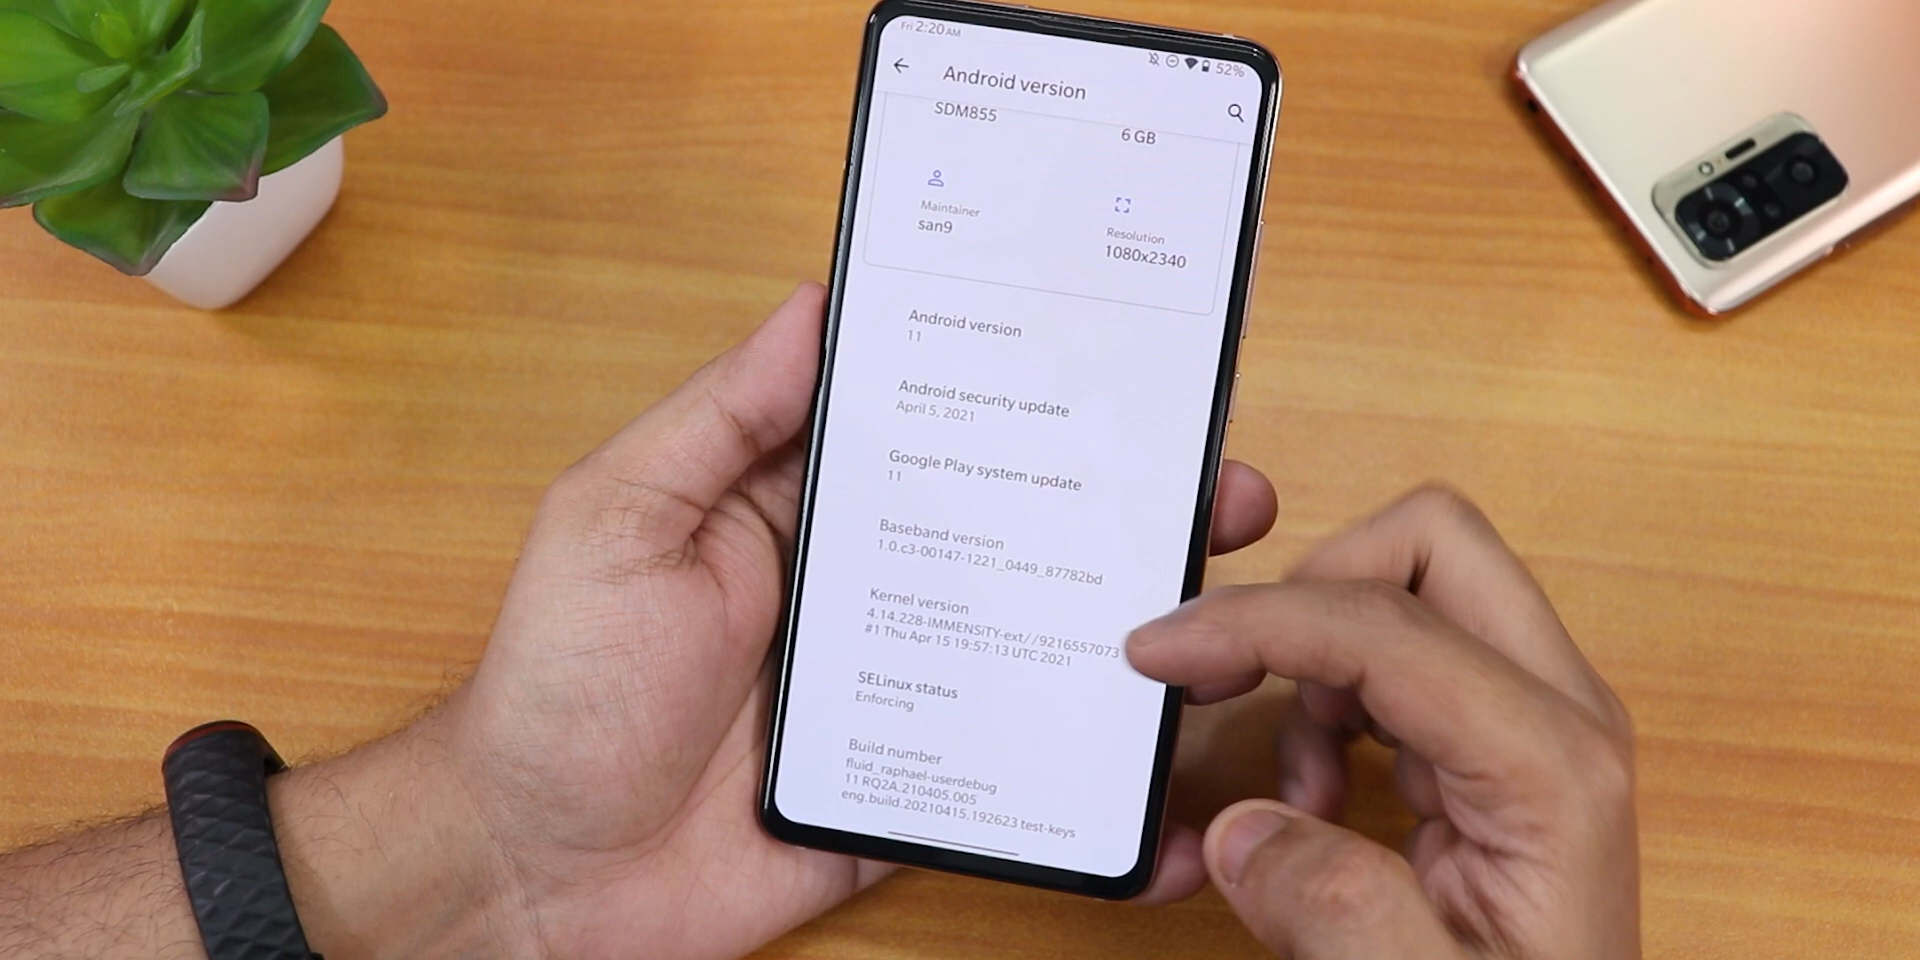 Fri 2:20 AM
52%
Android version
SDM855
6 GB
Maintainer
san9
Resolution
1080x2340
Android version
11
Android security update
April 5, 2021
Google Play system update
11
Baseband version
1.0.c3-00147-1221_0449_87782bd
Kernel version
4.14.228-IMMENSiTY-ext//9216557073
#1 Thu Apr 15 19:57:13 UTC 2021
SELinux status
Enforcing
Build number
fluid_raphael-userdebug
11 RQ2A.210405.005
eng.build.20210415.192623 test-keys